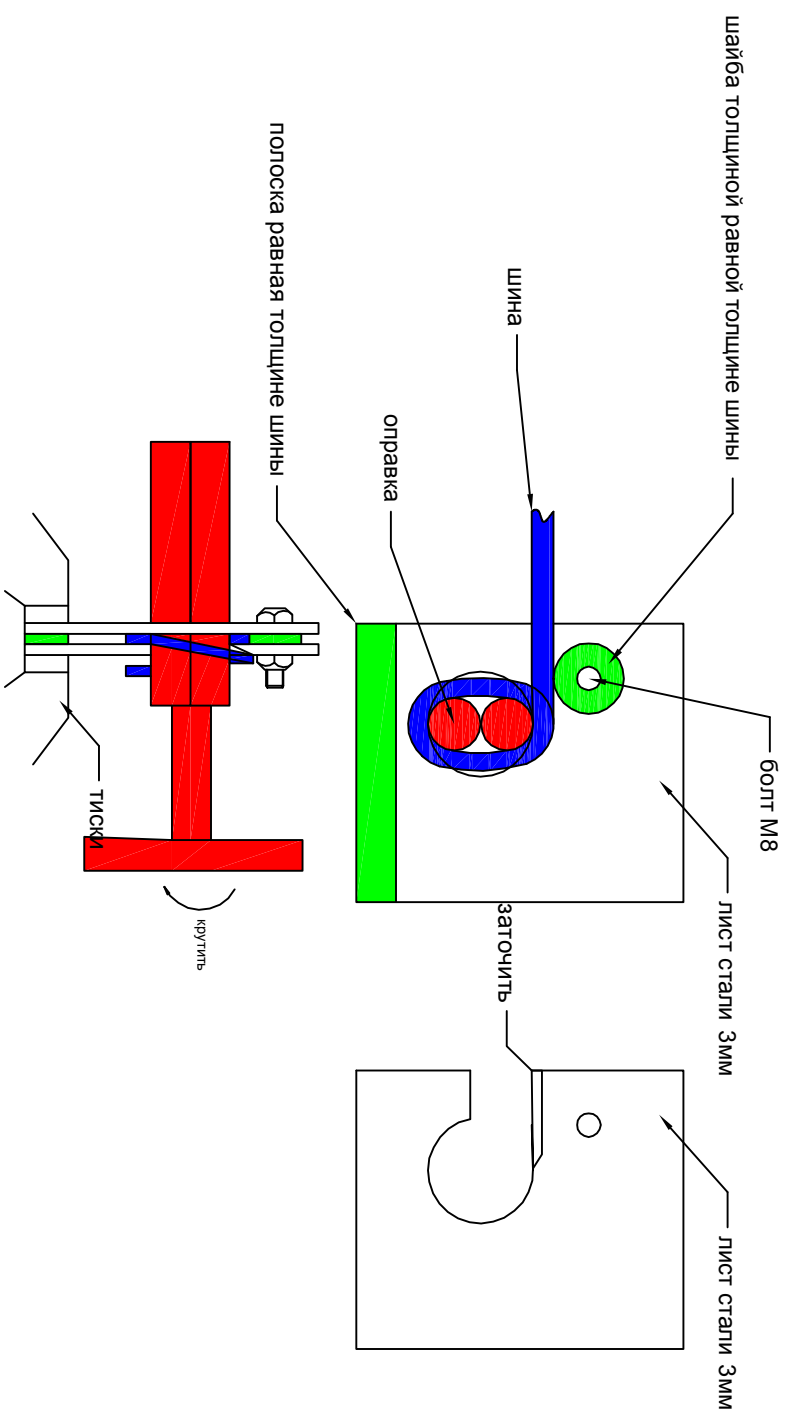 шайба толщиной равной толщине шины
болт М8
лист стали 3мм
лист стали 3мм
шина
заточить
оправка
полоска равная толщине шины
крутить
тиски